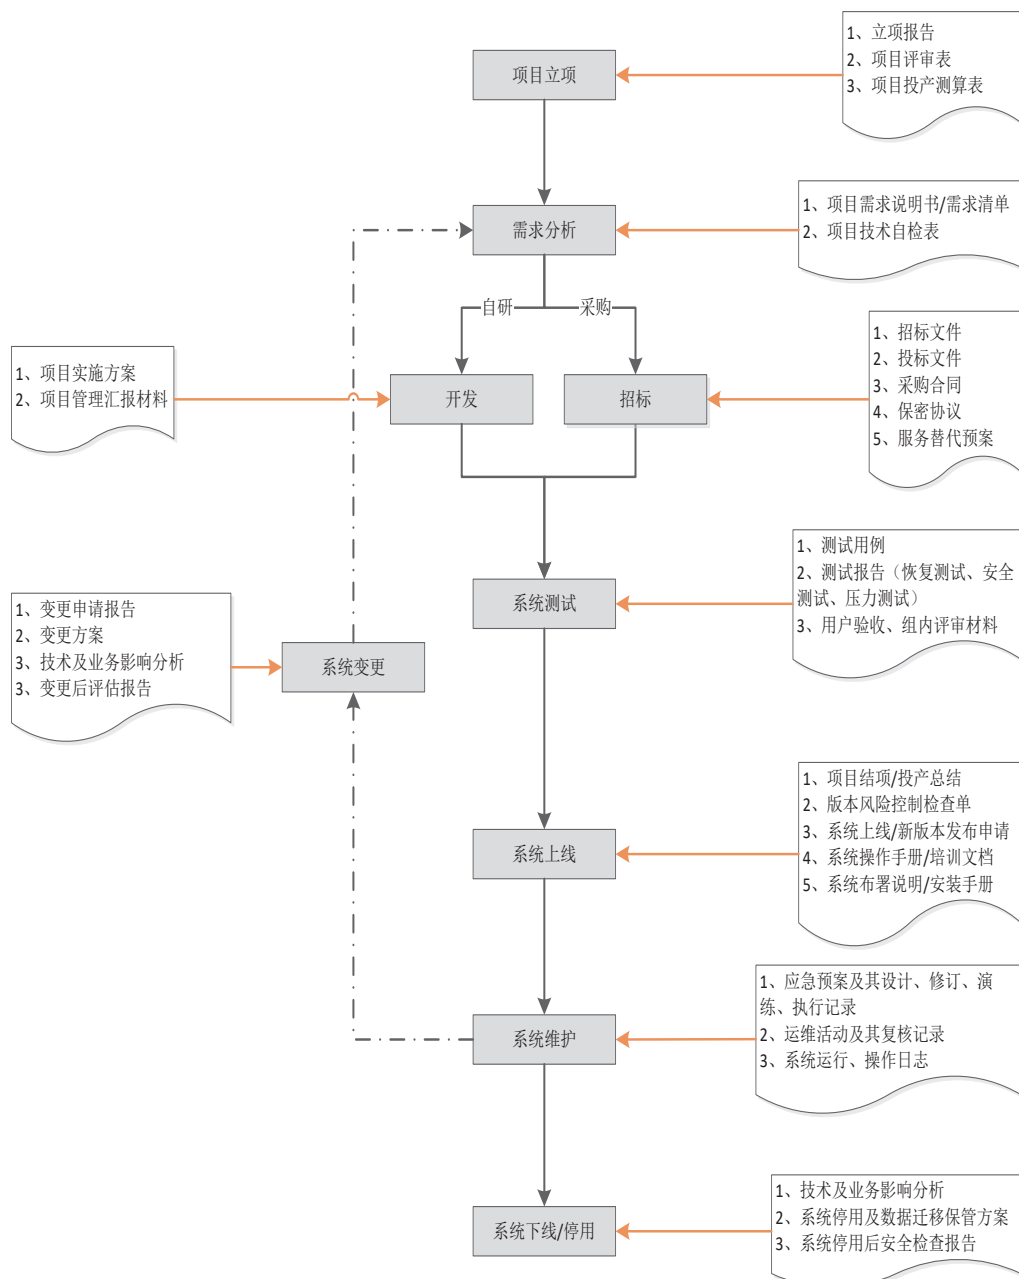 1、立项报告
2、项目评审表
3、项目投产测算表
项目立项
1、项目需求说明书/需求清单
2、项目技术自检表
需求分析
自研
采购
1、项目实施方案
2、项目管理汇报材料
开发
招标
1、招标文件
2、投标文件
3、采购合同
4、保密协议
5、服务替代预案
1、测试用例
2、测试报告（恢复测试、安全
测试、压力测试）
3、用户验收、组内评审材料
系统测试
1、变更申请报告
2、变更方案
3、技术及业务影响分析
3、变更后评估报告
系统变更
1、项目结项/投产总结
2、版本风险控制检查单
3、系统上线/新版本发布申请
4、系统操作手册/培训文档
5、系统布署说明/安装手册
系统上线
1、应急预案及其设计、修订、演
练、执行记录
2、运维活动及其复核记录
3、系统运行、操作日志
系统维护
1、技术及业务影响分析
2、系统停用及数据迁移保管方案
3、系统停用后安全检查报告
系统下线/停用